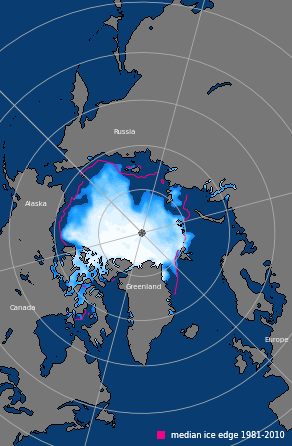 Russia
Alaska
Greenland
Canada
Europe
median ice edge 1981-2010